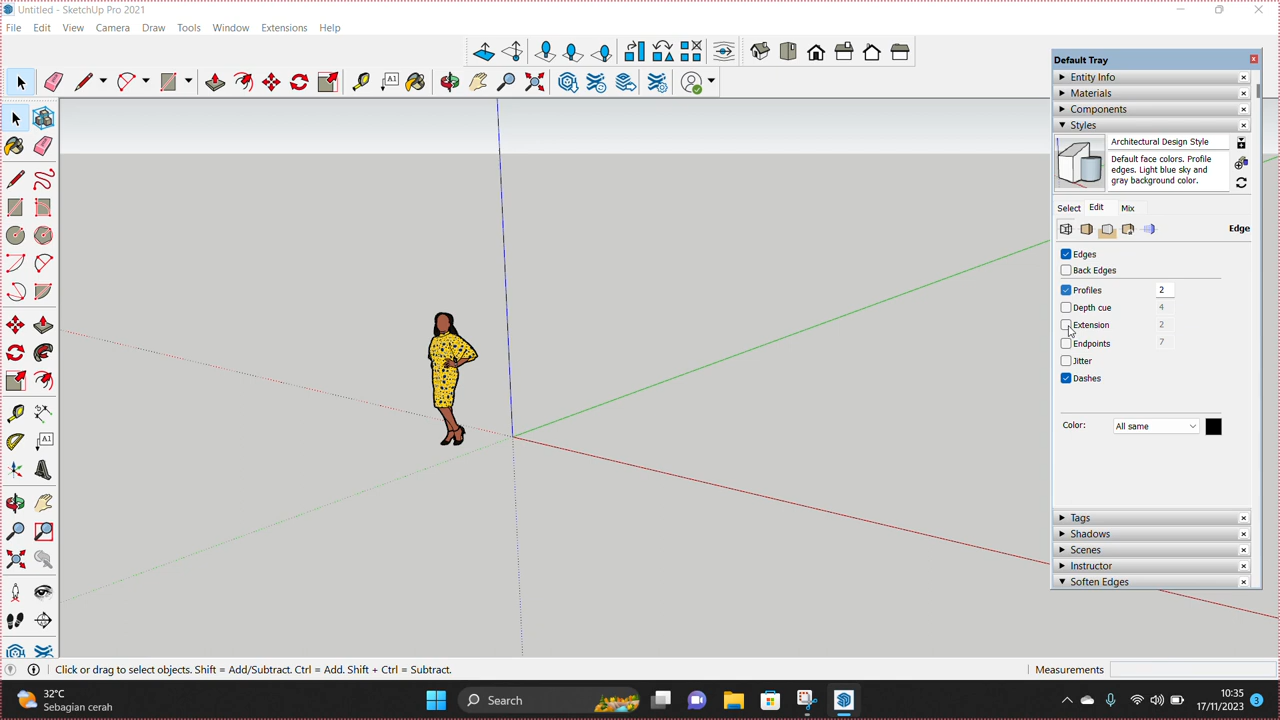 Untitled - SketchUp Pro 2021
File Edit View Camera Draw Tools Window Extensions Help
Default Tray
Entity Info
Materials
Components
Styles
Architectural Design Style
Default face colors. Profile
edges. Light blue sky and
gray background color.
Select Edit Mix
Edge
Edges
Back Edges
Profiles 2
Depth cue 4
Extension 2
Endpoints 7
Jitter
Dashes
Color: All same
Tags
Shadows
Scenes
Instructor
Soften Edges
Click or drag to select objects. Shift = Add/Subtract. Ctrl = Add. Shift + Ctrl = Subtract.
Measurements
32°C
Sebagian cerah
Search
10:35
17/11/2023
3